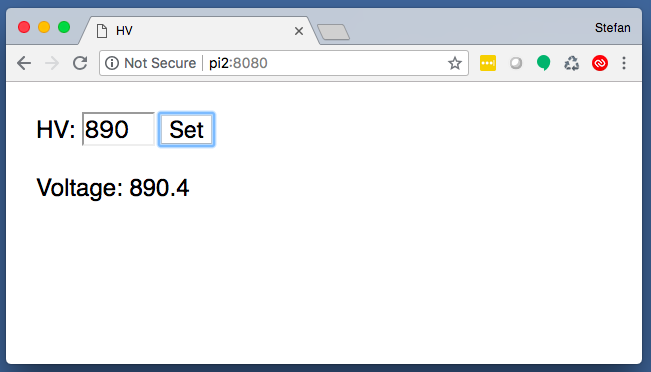 HV
Stefan
Not Secure pi2:8080
HV: 890 Set
Voltage: 890.4